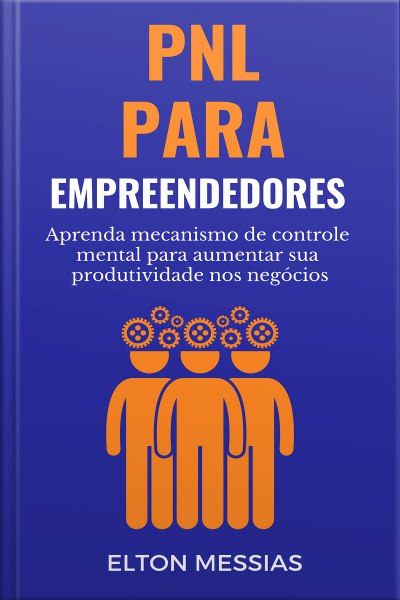 PNL
PARA
EMPREENDEDORES
Aprenda mecanismo de controle
mental para aumentar sua
produtividade nos negócios
ELTON MESSIAS